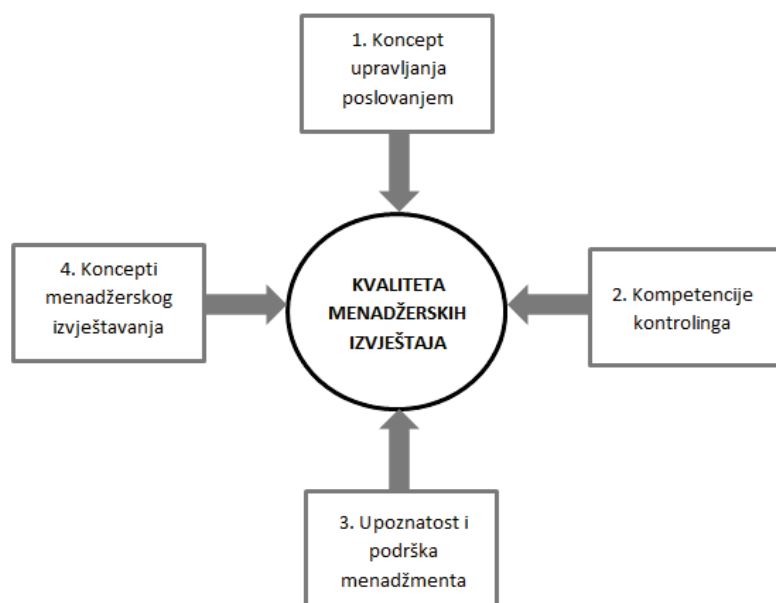 1. Koncept
upravljanja
poslovanjem
4. Koncepti
menadžerskog
izvještavanja
KVALITETA
MENADŽERSKIH
IZVJEŠTAJA
2. Kompetencije
kontrolinga
3. Upoznatost i
podrška
menadžmenta